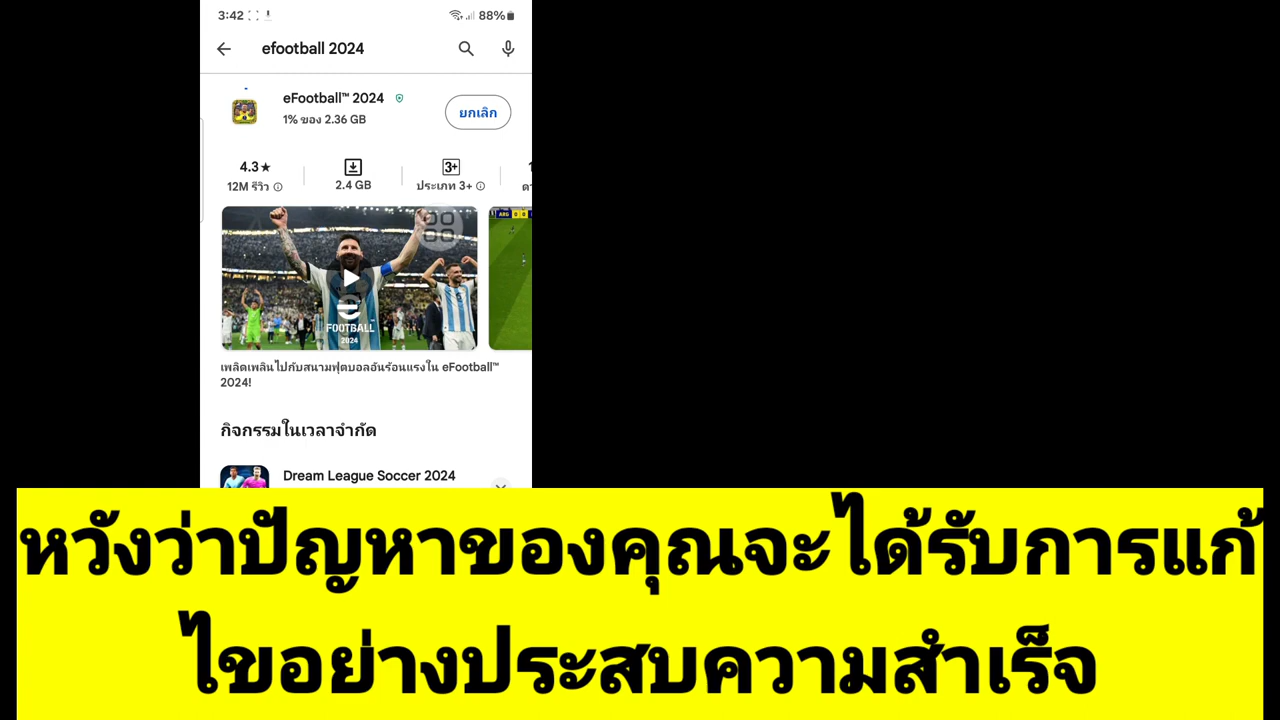 3:42 88%
efootball 2024
eFootball™ 2024
1% ของ 2.36 GB
ยกเลิก
4.3★ 3+
12M รีวิว 2.4 GB ประเภท 3+
ARG 0 0
FOOTBALL
2024
เพลิดเพลินไปกับสนามฟุตบอลอันร้อนแรงใน eFootball™
2024!
กิจกรรมในเวลาจำกัด
Dream League Soccer 2024
หวังว่าปัญหาของคุณจะได้รับการแก้
ไขอย่างประสบความสำเร็จ